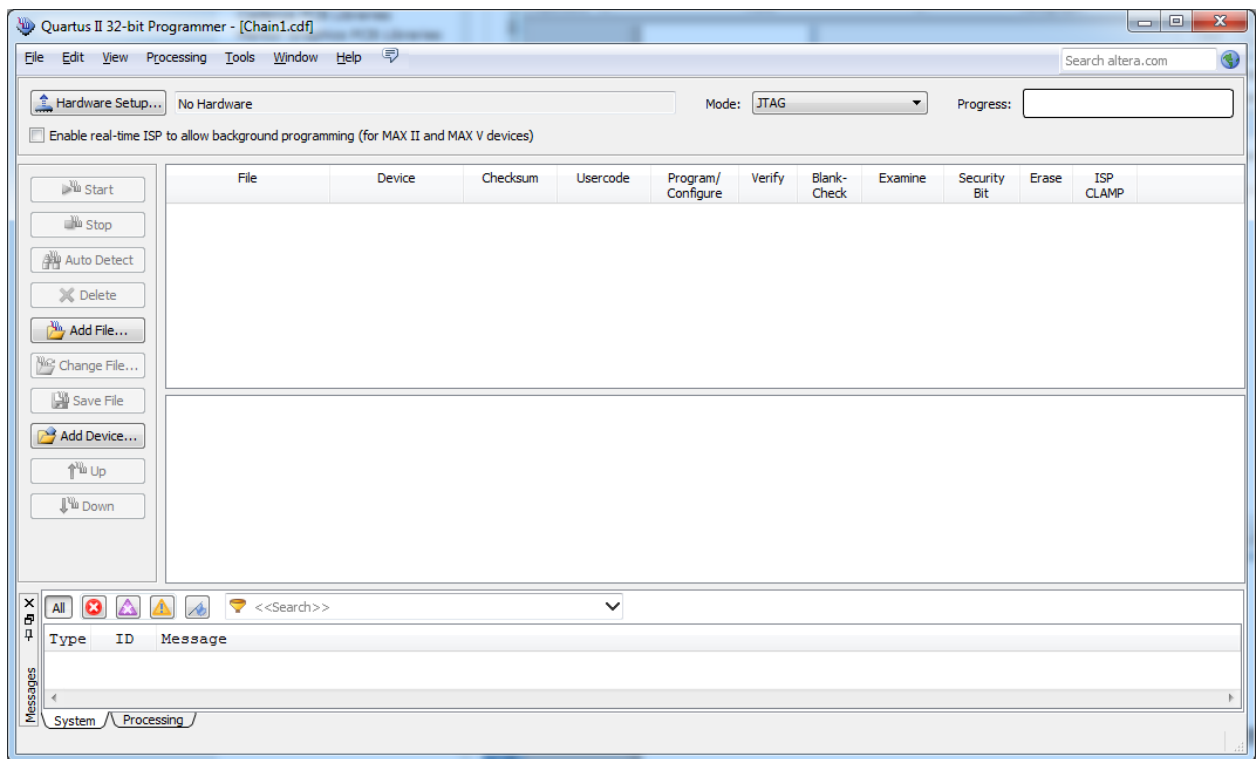 Quartus II 32-bit Programmer - [Chain1.cdf]
File Edit View Processing Tools Window Help
Search altera.com
Hardware Setup... No Hardware Mode: JTAG Progress:
Enable real-time ISP to allow background programming (for MAX II and MAX V devices)
File Device Checksum Usercode Program/ Configure Verify Blank- Check Examine Security Bit Erase ISP CLAMP
Start
Stop
Auto Detect
Delete
Add File...
Change File...
Save File
Add Device...
Up
Down
All <<Search>>
Type ID Message
Messages
System Processing